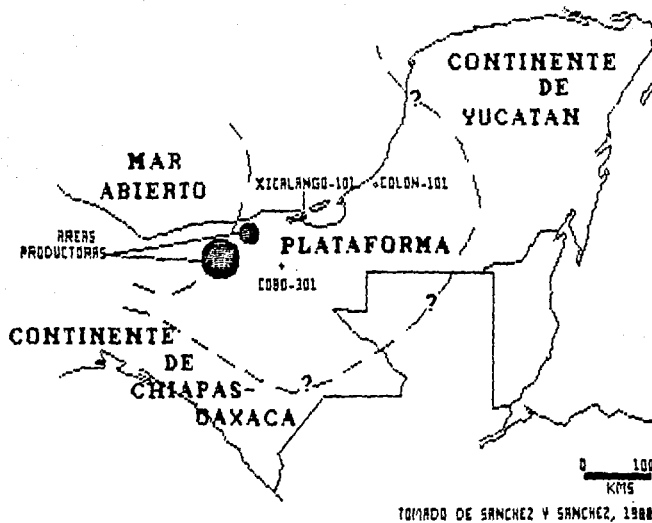 CONTINENTE
DE
YUCATAN
?
MAR
ABIERTO
XICALANGO-101
COLON-101
AREAS
PRODUCTORAS
PLATAFORMA
COBO-301
?
CONTINENTE
DE
CHIAPAS-
OAXACA
?
0 100
KMS
TOMADO DE SANCHEZ Y SANCHEZ, 1988